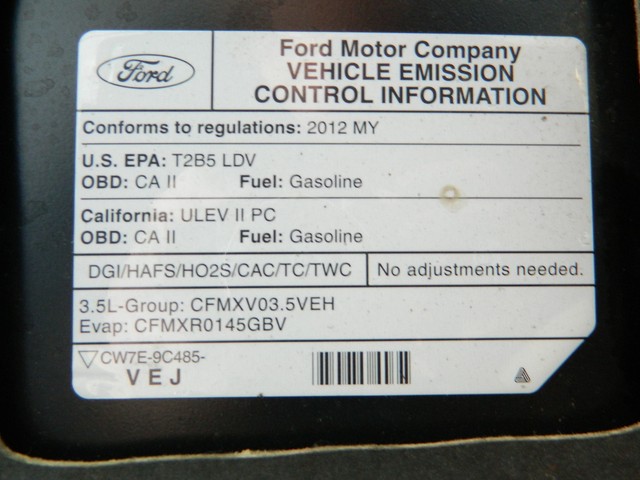 Ford
Ford Motor Company
VEHICLE EMISSION
CONTROL INFORMATION
Conforms to regulations: 2012 MY
U.S. EPA: T2B5 LDV
OBD: CA II Fuel: Gasoline
California: ULEV II PC
OBD: CA II Fuel: Gasoline
DGI/HAFS/HO2S/CAC/TC/TWC No adjustments needed.
3.5L-Group: CFMXV03.5VEH
Evap: CFMXR0145GBV
CW7E-9C485-
VEJ